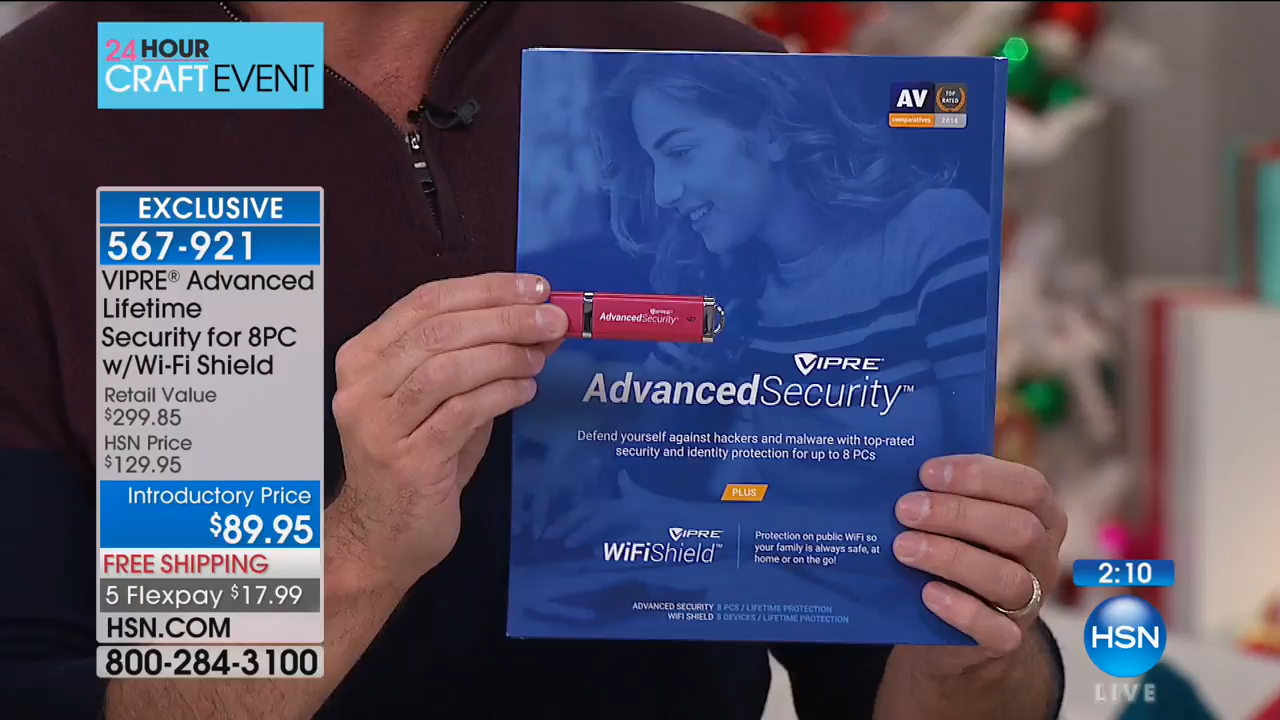 24 HOUR
CRAFT EVENT
EXCLUSIVE
567-921
VIPRE® Advanced
Lifetime
Security for 8PC
w/Wi-Fi Shield
Retail Value
$299.85
HSN Price
$129.95
Introductory Price
$89.95
FREE SHIPPING
5 Flexpay $17.99
HSN.COM
800-284-3100
AV
TOP
RATED
comparatives 2016
VIPRE
AdvancedSecurity™
VIPRE®
AdvancedSecurity™
Defend yourself against hackers and malware with top-rated
security and identity protection for up to 8 PCs
PLUS
VIPRE
WiFiShield™
Protection on public WiFi so
your family is always safe, at
home or on the go!
ADVANCED SECURITY 8 PCS / LIFETIME PROTECTION
WIFI SHIELD 8 DEVICES / LIFETIME PROTECTION
2:10
HSN
LIVE